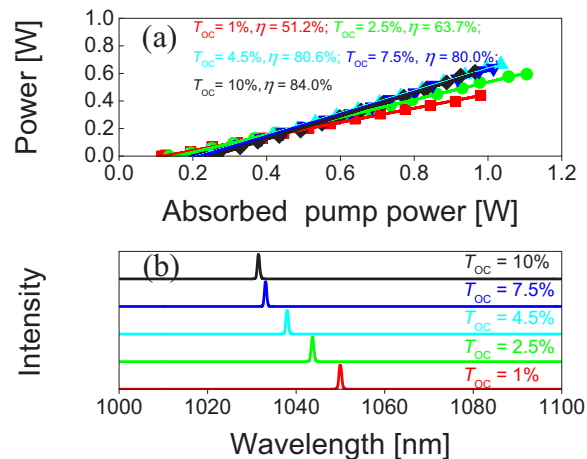 (a)
T_OC = 1%, η = 51.2%; T_OC = 2.5%, η = 63.7%;
T_OC = 4.5%, η = 80.6%; T_OC = 7.5%, η = 80.0%;
T_OC = 10%, η = 84.0%
Power [W]
1.0
0.8
0.6
0.4
0.2
0.0
0.0 0.2 0.4 0.6 0.8 1.0 1.2
Absorbed pump power [W]
(b)
T_OC = 10%
T_OC = 7.5%
T_OC = 4.5%
T_OC = 2.5%
T_OC = 1%
Intensity
1000 1020 1040 1060 1080 1100
Wavelength [nm]